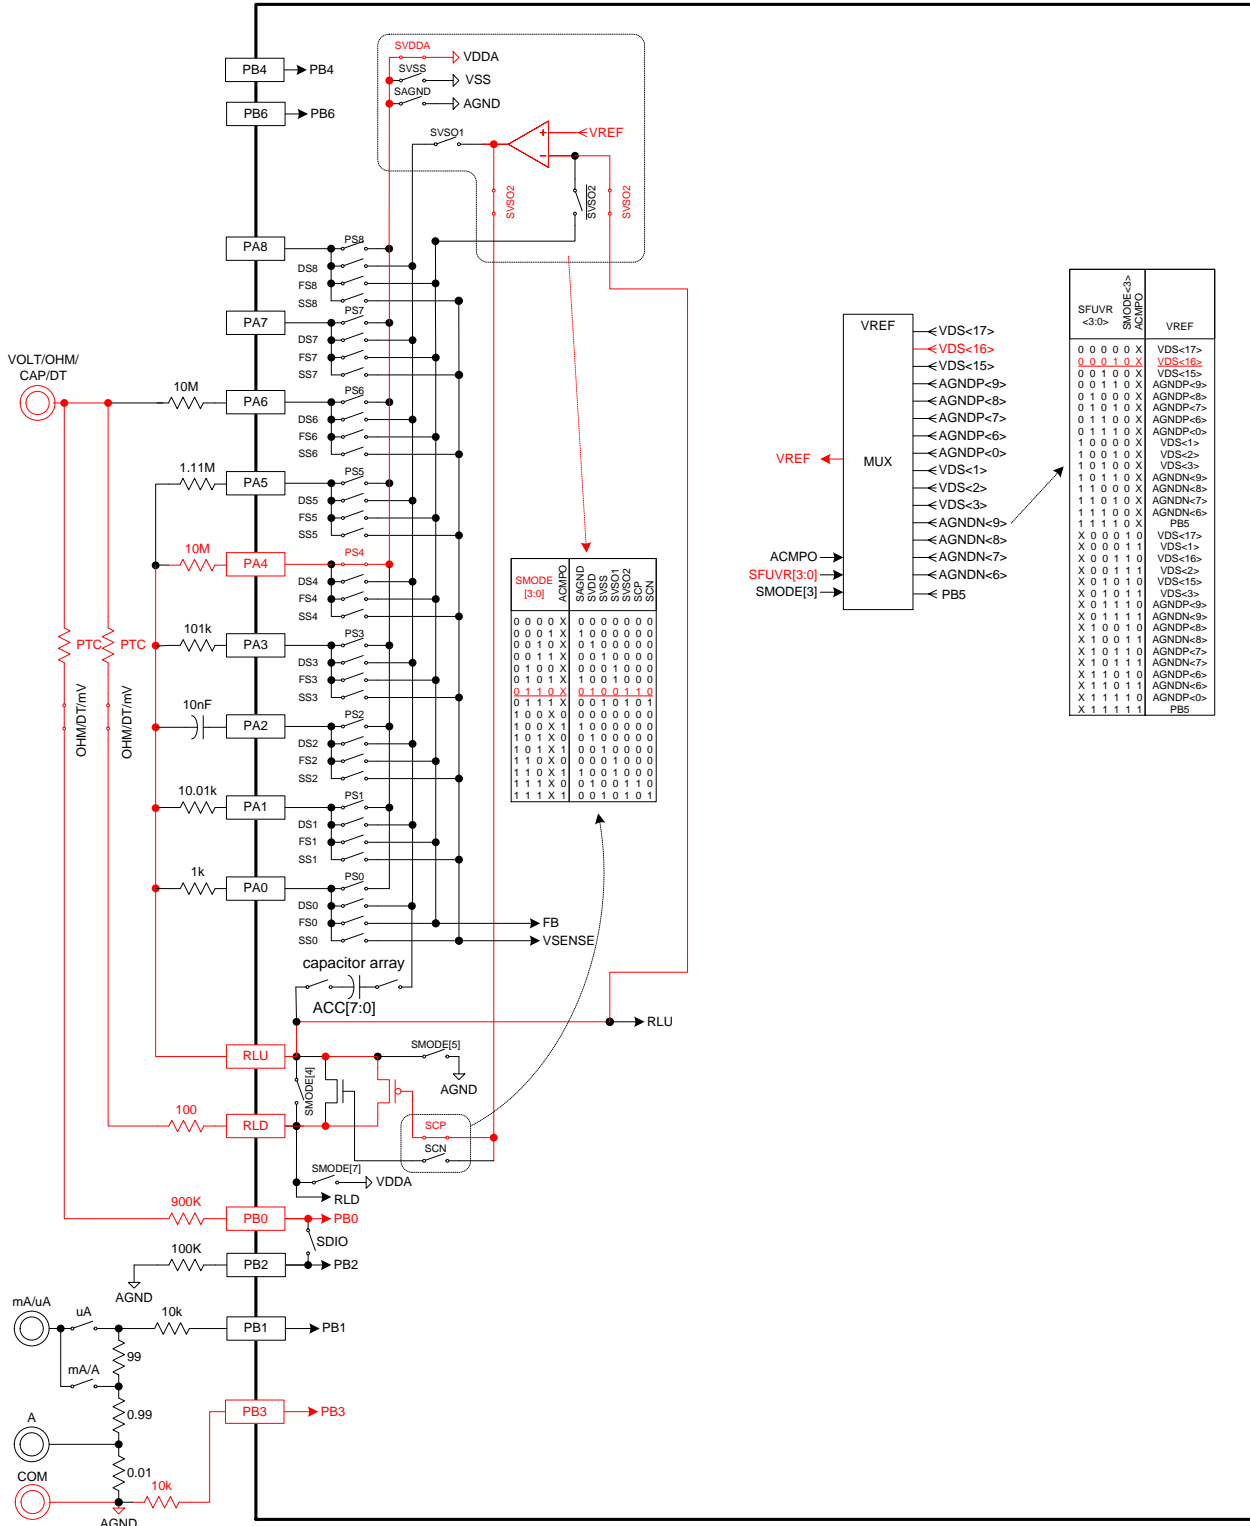 SVDDA
VDDA
SVSS
VSS
SAGND
AGND
SVSO1
+
VREF
−
SVSO2
SVSO2
SVSO2
PB4
PB4
PB6
PB6
PA8
PS8
DS8
FS8
SS8
PA7
PS7
DS7
FS7
SS7
VOLT/OHM/
CAP/DT
10M
PA6
PS6
DS6
FS6
SS6
1.11M
PA5
PS5
DS5
FS5
SS5
10M
PA4
PS4
DS4
FS4
SS4
PTC
PTC
101k
PA3
PS3
DS3
FS3
SS3
OHM/DT/mV
OHM/DT/mV
10nF
PA2
PS2
DS2
FS2
SS2
10.01k
PA1
PS1
DS1
FS1
SS1
1k
PA0
PS0
DS0
FS0
SS0
FB
VSENSE
capacitor array
ACC[7:0]
RLU
RLU
SMODE[5]
AGND
SMODE[4]
100
RLD
SCP
SCN
SMODE[7]
VDDA
RLD
900K
PB0
PB0
SDIO
100K
PB2
PB2
AGND
mA/uA
uA
10k
PB1
PB1
99
mA/A
A
0.99
PB3
PB3
0.01
COM
10k
AGND
SMODE
[3:0]
ACMPO
SAGND
SVDD
SVSS
SVSO1
SVSO2
SCP
SCN
0 0 0 0 X 0 0 0 0 0 0 0
0 0 0 1 X 1 0 0 0 0 0 0
0 0 1 0 X 0 1 0 0 0 0 0
0 0 1 1 X 0 0 1 0 0 0 0
0 1 0 0 X 0 0 0 1 0 0 0
0 1 0 1 X 1 0 0 1 0 0 0
0 1 1 0 X 0 1 0 0 1 1 0
0 1 1 1 X 0 0 1 0 1 0 1
1 0 0 X 0 0 0 0 0 0 0 0
1 0 0 X 1 1 0 0 0 0 0 0
1 0 1 X 0 0 1 0 0 0 0 0
1 0 1 X 1 0 0 1 0 0 0 0
1 1 0 X 0 0 0 0 1 0 0 0
1 1 0 X 1 1 0 0 1 0 0 0
1 1 1 X 0 0 1 0 0 1 1 0
1 1 1 X 1 0 0 1 0 1 0 1
VREF
MUX
VREF
VDS<17>
VDS<16>
VDS<15>
AGNDP<9>
AGNDP<8>
AGNDP<7>
AGNDP<6>
AGNDP<0>
VDS<1>
VDS<2>
VDS<3>
AGNDN<9>
AGNDN<8>
AGNDN<7>
AGNDN<6>
PB5
ACMPO
SFUVR[3:0]
SMODE[3]
SFUVR
<3:0>
SMODE<3>
ACMPO
VREF
0 0 0 0 0 X VDS<17>
0 0 0 1 0 X VDS<16>
0 0 1 0 0 X VDS<15>
0 0 1 1 0 X AGNDP<9>
0 1 0 0 0 X AGNDP<8>
0 1 0 1 0 X AGNDP<7>
0 1 1 0 0 X AGNDP<6>
0 1 1 1 0 X AGNDP<0>
1 0 0 0 0 X VDS<1>
1 0 0 1 0 X VDS<2>
1 0 1 0 0 X VDS<3>
1 0 1 1 0 X AGNDN<9>
1 1 0 0 0 X AGNDN<8>
1 1 0 1 0 X AGNDN<7>
1 1 1 0 0 X AGNDN<6>
1 1 1 1 0 X PB5
X 0 0 0 1 0 VDS<17>
X 0 0 0 1 1 VDS<1>
X 0 0 1 1 0 VDS<16>
X 0 0 1 1 1 VDS<2>
X 0 1 0 1 0 VDS<15>
X 0 1 0 1 1 VDS<3>
X 0 1 1 1 0 AGNDP<9>
X 0 1 1 1 1 AGNDN<9>
X 1 0 0 1 0 AGNDP<8>
X 1 0 0 1 1 AGNDN<8>
X 1 0 1 1 0 AGNDP<7>
X 1 0 1 1 1 AGNDN<7>
X 1 1 0 1 0 AGNDP<6>
X 1 1 0 1 1 AGNDN<6>
X 1 1 1 1 0 AGNDP<0>
X 1 1 1 1 1 PB5